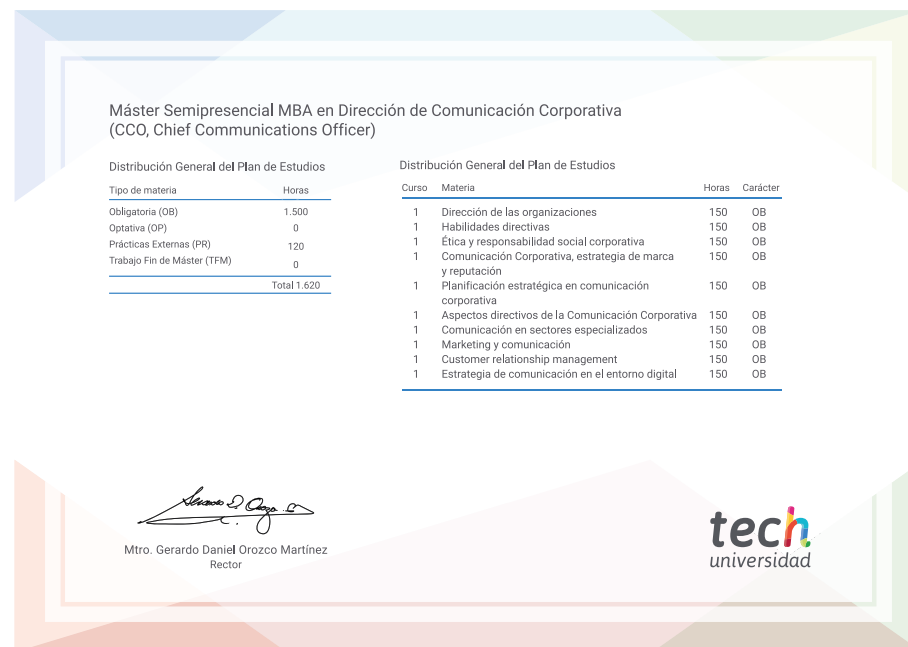 Máster Semipresencial MBA en Dirección de Comunicación Corporativa
(CCO, Chief Communications Officer)
Distribución General del Plan de Estudios
Tipo de materia Horas
Obligatoria (OB) 1.500
Optativa (OP) 0
Prácticas Externas (PR) 120
Trabajo Fin de Máster (TFM) 0
Total 1.620
Distribución General del Plan de Estudios
Curso Materia Horas Carácter
1 Dirección de las organizaciones 150 OB
1 Habilidades directivas 150 OB
1 Ética y responsabilidad social corporativa 150 OB
1 Comunicación Corporativa, estrategia de marca 150 OB
y reputación
1 Planificación estratégica en comunicación 150 OB
corporativa
1 Aspectos directivos de la Comunicación Corporativa 150 OB
1 Comunicación en sectores especializados 150 OB
1 Marketing y comunicación 150 OB
1 Customer relationship management 150 OB
1 Estrategia de comunicación en el entorno digital 150 OB
Mtro. Gerardo Daniel Orozco Martínez
Rector
tech
universidad